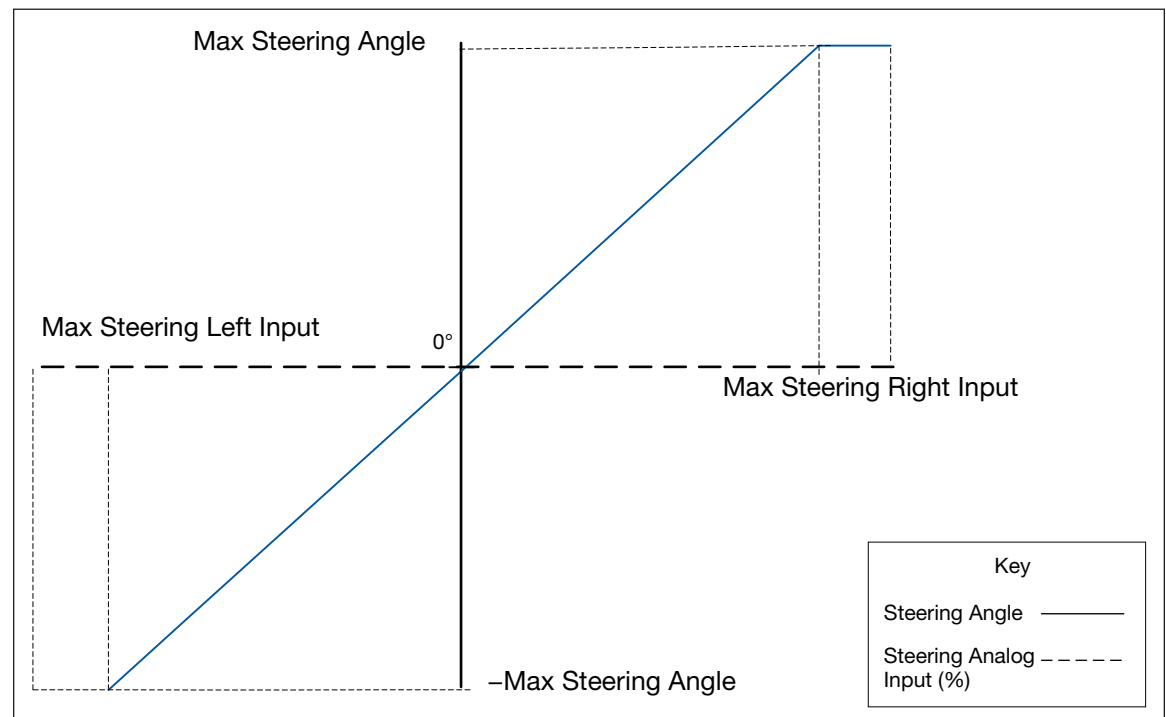 Max Steering Angle
Max Steering Left Input
0°
Max Steering Right Input
–Max Steering Angle
Key
Steering Angle
Steering Analog
Input (%)